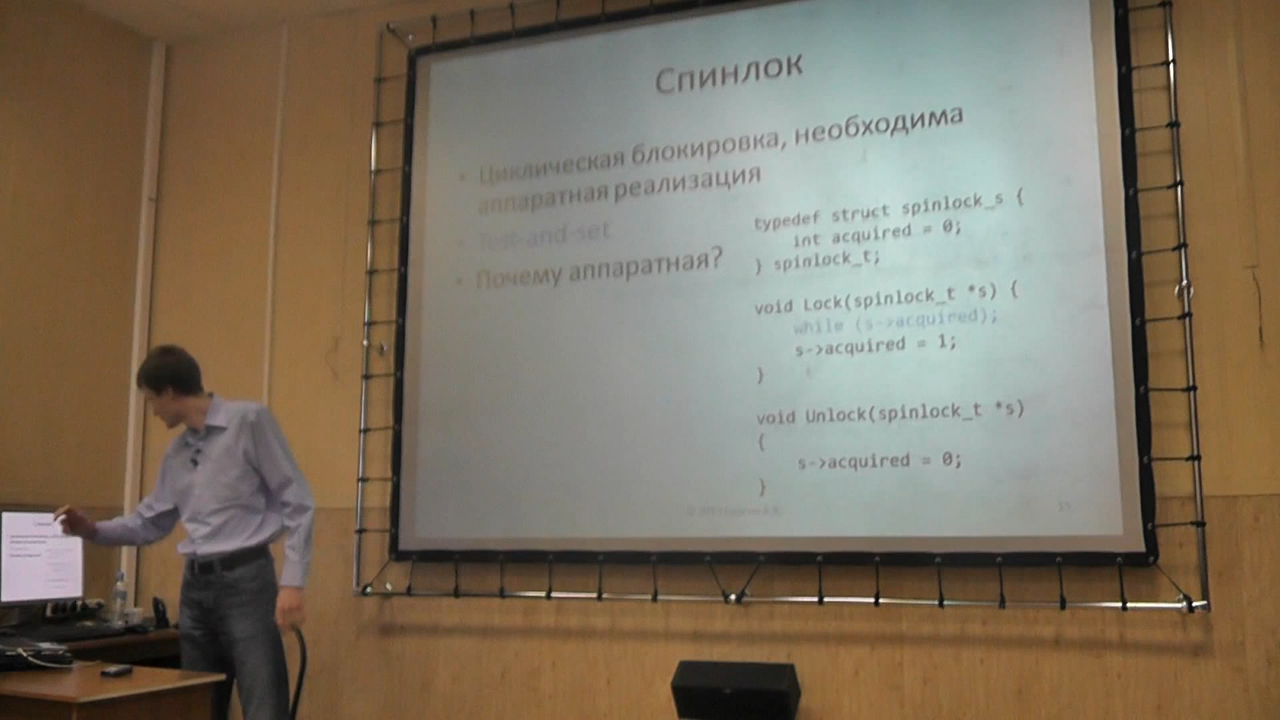 Спинлок
• Циклическая блокировка, необходима
аппаратная реализация
• Test-and-set
• Почему аппаратная?
typedef struct spinlock_s {
int acquired = 0;
} spinlock_t;
void Lock(spinlock_t *s) {
while (s->acquired);
s->acquired = 1;
}
void Unlock(spinlock_t *s)
{
s->acquired = 0;
}